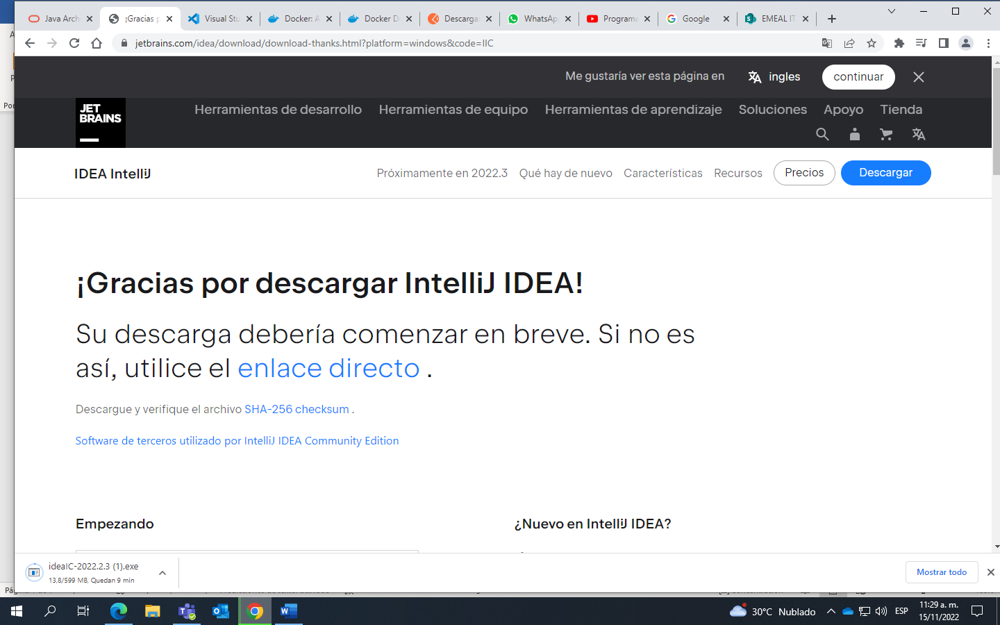 Java Arch
¡Gracias p
Visual Stu
Docker: A
Docker D
Descarga
WhatsAp
Programa
Google
EMEAL IT
jetbrains.com/idea/download/download-thanks.html?platform=windows&code=IIC
Me gustaría ver esta página en
ingles
continuar
JET
BRAINS
Herramientas de desarrollo
Herramientas de equipo
Herramientas de aprendizaje
Soluciones
Apoyo
Tienda
IDEA IntelliJ
Próximamente en 2022.3
Qué hay de nuevo
Características
Recursos
Precios
Descargar
¡Gracias por descargar IntelliJ IDEA!
Su descarga debería comenzar en breve. Si no es
así, utilice el enlace directo .
Descargue y verifique el archivo SHA-256 checksum .
Software de terceros utilizado por IntelliJ IDEA Community Edition
Empezando
¿Nuevo en IntelliJ IDEA?
ideaIC-2022.2.3 (1).exe
13,8/599 MB, Quedan 9 min
Mostrar todo
30°C Nublado
ESP
11:29 a. m.
15/11/2022